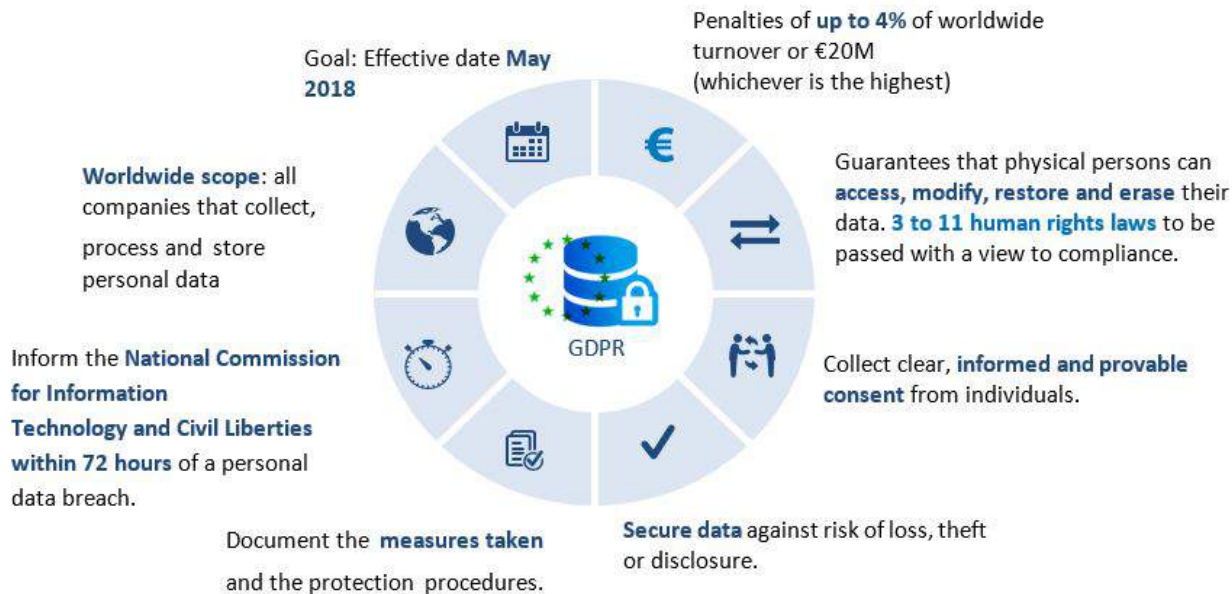 Penalties of up to 4% of worldwide
turnover or €20M
(whichever is the highest)
Goal: Effective date May
2018
€
Guarantees that physical persons can
access, modify, restore and erase their
data. 3 to 11 human rights laws to be
passed with a view to compliance.
Worldwide scope: all
companies that collect,
process and store
personal data
GDPR
Collect clear, informed and provable
consent from individuals.
Inform the National Commission
for Information
Technology and Civil Liberties
within 72 hours of a personal
data breach.
Secure data against risk of loss, theft
or disclosure.
Document the measures taken
and the protection procedures.